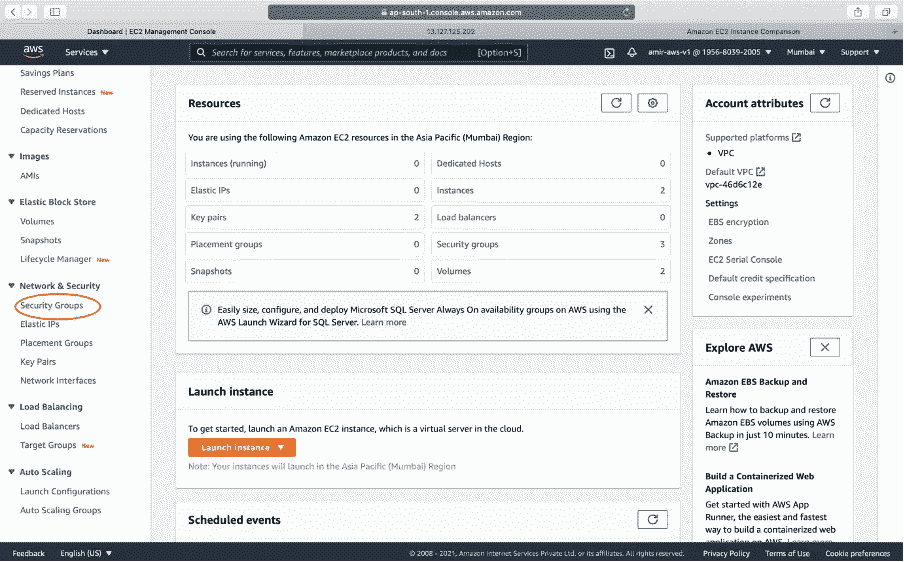 ap-south-1.console.aws.amazon.com
Dashboard | EC2 Management Console
13.127.125.202
Amazon EC2 Instance Comparison
aws
Services
Search for services, features, marketplace products, and docs
[Option+S]
amir-aws-v1 @ 1956-8039-2005
Mumbai
Support
Savings Plans
Reserved Instances New
Dedicated Hosts
Capacity Reservations
Images
AMIs
Elastic Block Store
Volumes
Snapshots
Lifecycle Manager New
Network & Security
Security Groups
Elastic IPs
Placement Groups
Key Pairs
Network Interfaces
Load Balancing
Load Balancers
Target Groups New
Auto Scaling
Launch Configurations
Auto Scaling Groups
Resources
You are using the following Amazon EC2 resources in the Asia Pacific (Mumbai) Region:
Instances (running) 0
Dedicated Hosts 0
Elastic IPs 0
Instances 2
Key pairs 2
Load balancers 0
Placement groups 0
Security groups 3
Snapshots 0
Volumes 2
Easily size, configure, and deploy Microsoft SQL Server Always On availability groups on AWS using the
AWS Launch Wizard for SQL Server. Learn more
Launch instance
To get started, launch an Amazon EC2 instance, which is a virtual server in the cloud.
Launch instance
Note: Your instances will launch in the Asia Pacific (Mumbai) Region
Scheduled events
Account attributes
Supported platforms
VPC
Default VPC
vpc-46d6c12e
Settings
EBS encryption
Zones
EC2 Serial Console
Default credit specification
Console experiments
Explore AWS
Amazon EBS Backup and
Restore
Learn how to backup and restore
Amazon EBS volumes using AWS
Backup in just 10 minutes. Learn
more
Build a Containerized Web
Application
Get started with AWS App
Runner, the easiest and fastest
way to build a containerized web
application on AWS. Learn more
Feedback
English (US)
© 2008 - 2021, Amazon Internet Services Private Ltd. or its affiliates. All rights reserved.
Privacy Policy
Terms of Use
Cookie preferences